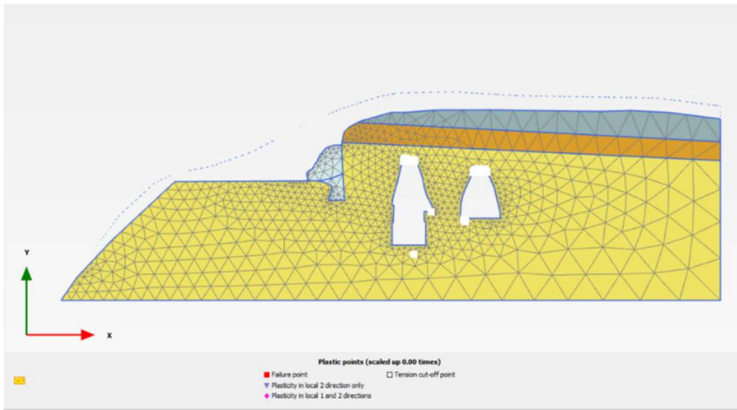 Y
X
Plastic points (scaled up 0.00 times)
Failure point
Tension cut-off point
Plasticity in local 2 direction only
Plasticity in local 1 and 2 directions